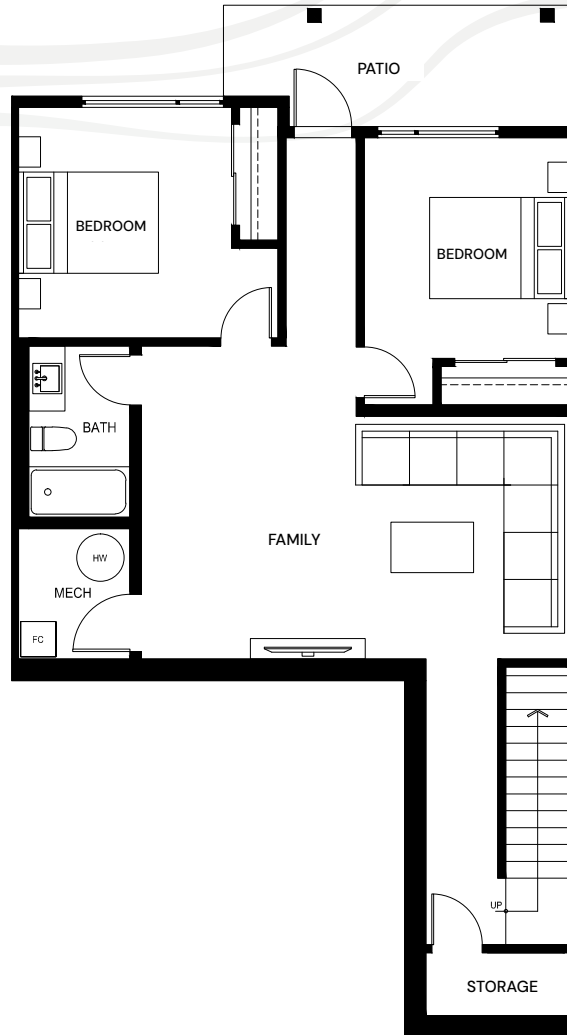 PATIO
BEDROOM
BEDROOM
BATH
FAMILY
HW
MECH
FC
UP
STORAGE